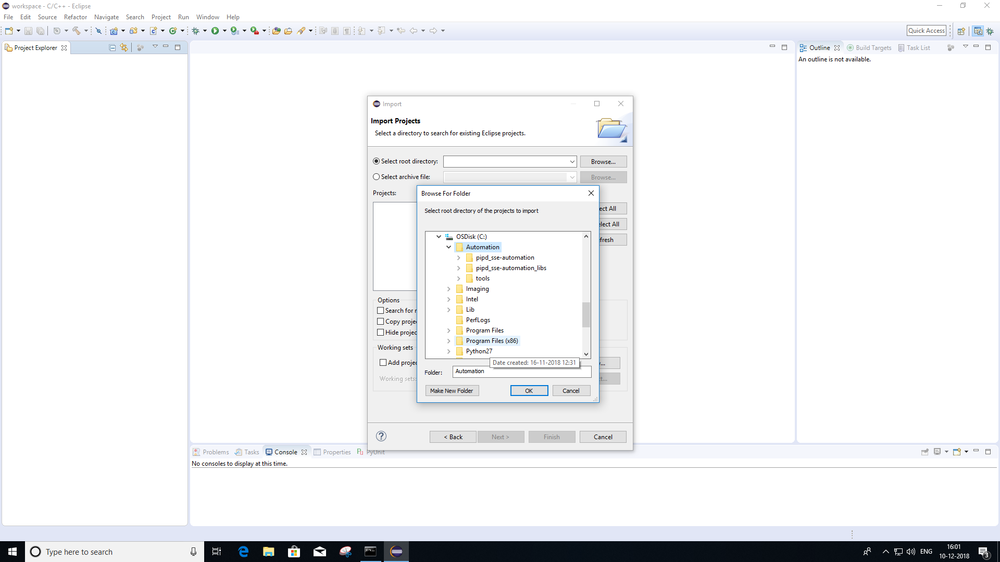 workspace - C/C++ - Eclipse
File Edit Source Refactor Navigate Search Project Run Window Help
Quick Access
Project Explorer
Outline Build Targets Task List
An outline is not available.
Import
Import Projects
Select a directory to search for existing Eclipse projects.
Select root directory: Browse...
Select archive file: Browse...
Projects:
Browse For Folder
Select root directory of the projects to import
ect All
elect All
efresh
OSDisk (C:)
Automation
pipd_sse-automation
pipd_sse-automation_libs
tools
Imaging
Intel
Lib
PerfLogs
Program Files
Program Files (x86)
Python27
Date created: 16-11-2018 12:31
Folder: Automation
Make New Folder OK Cancel
Options
Search for
Copy projec
Hide projec
Working sets
Add projec
Working sets:
< Back Next > Finish Cancel
Problems Tasks Console Properties PyUnit
No consoles to display at this time.
Type here to search
ENG
16:01
10-12-2018
3